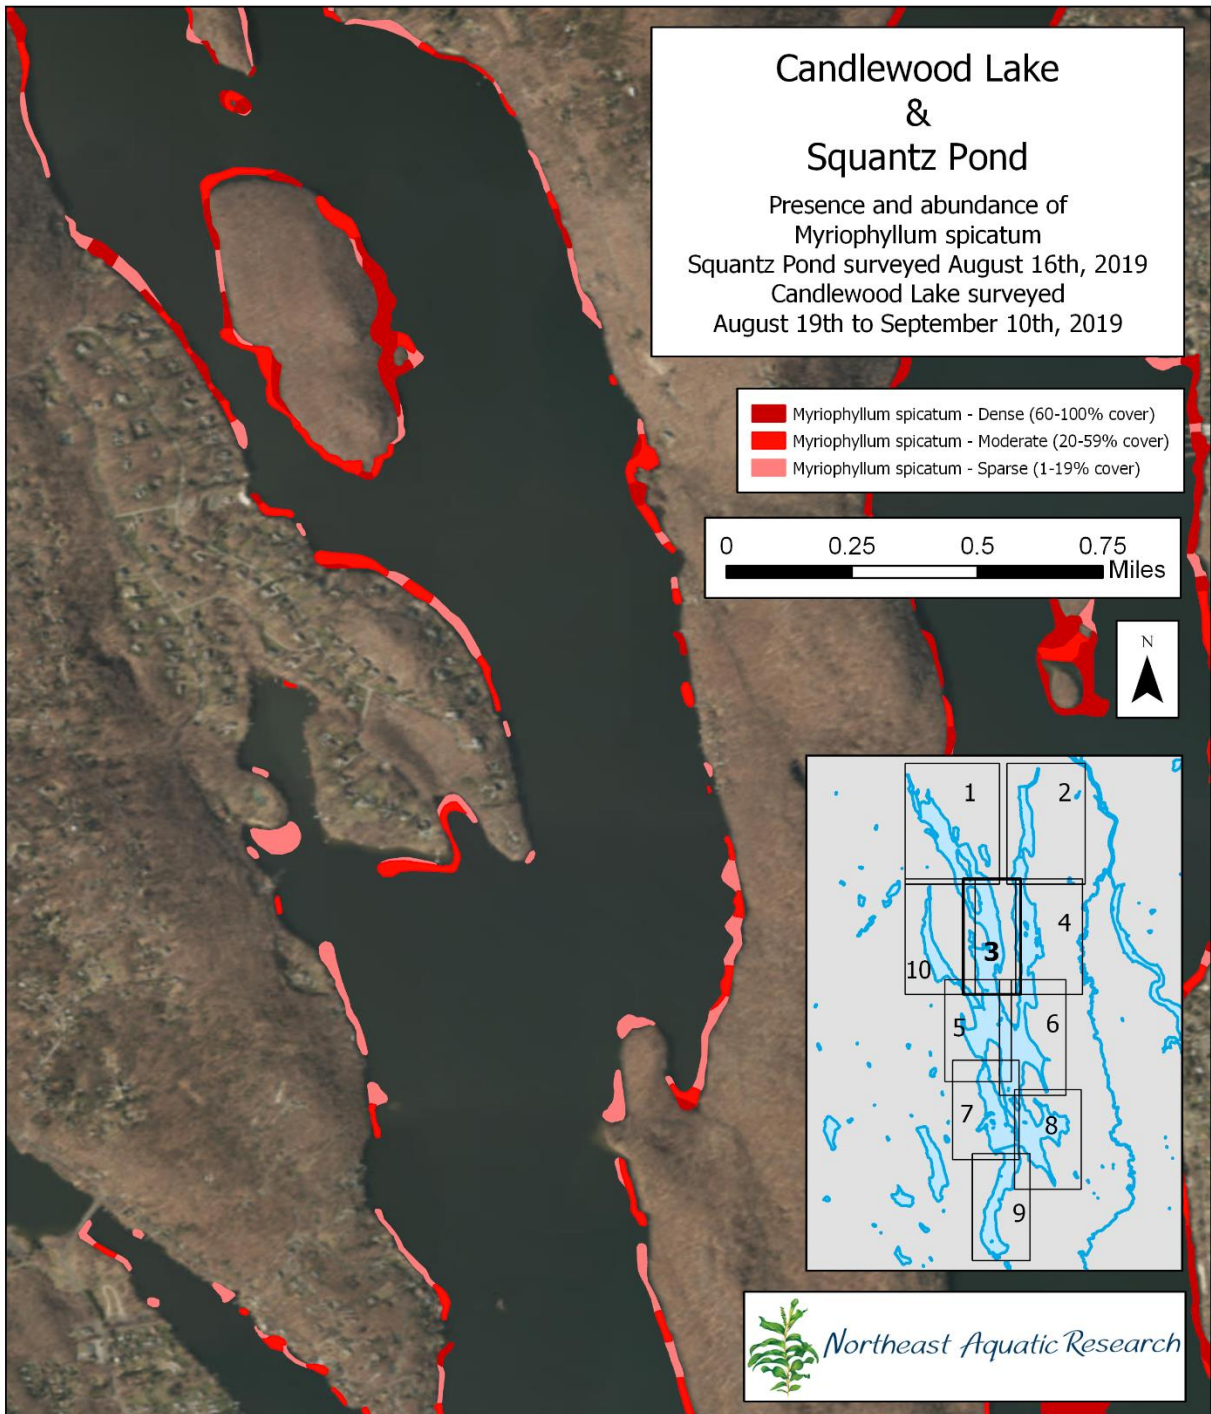 Candlewood Lake
&
Squantz Pond
Presence and abundance of
Myriophyllum spicatum
Squantz Pond surveyed August 16th, 2019
Candlewood Lake surveyed
August 19th to September 10th, 2019
Myriophyllum spicatum - Dense (60-100% cover)
Myriophyllum spicatum - Moderate (20-59% cover)
Myriophyllum spicatum - Sparse (1-19% cover)
0 0.25 0.5 0.75
Miles
N
1 2
4
3
10
5 6
7 8
9
Northeast Aquatic Research